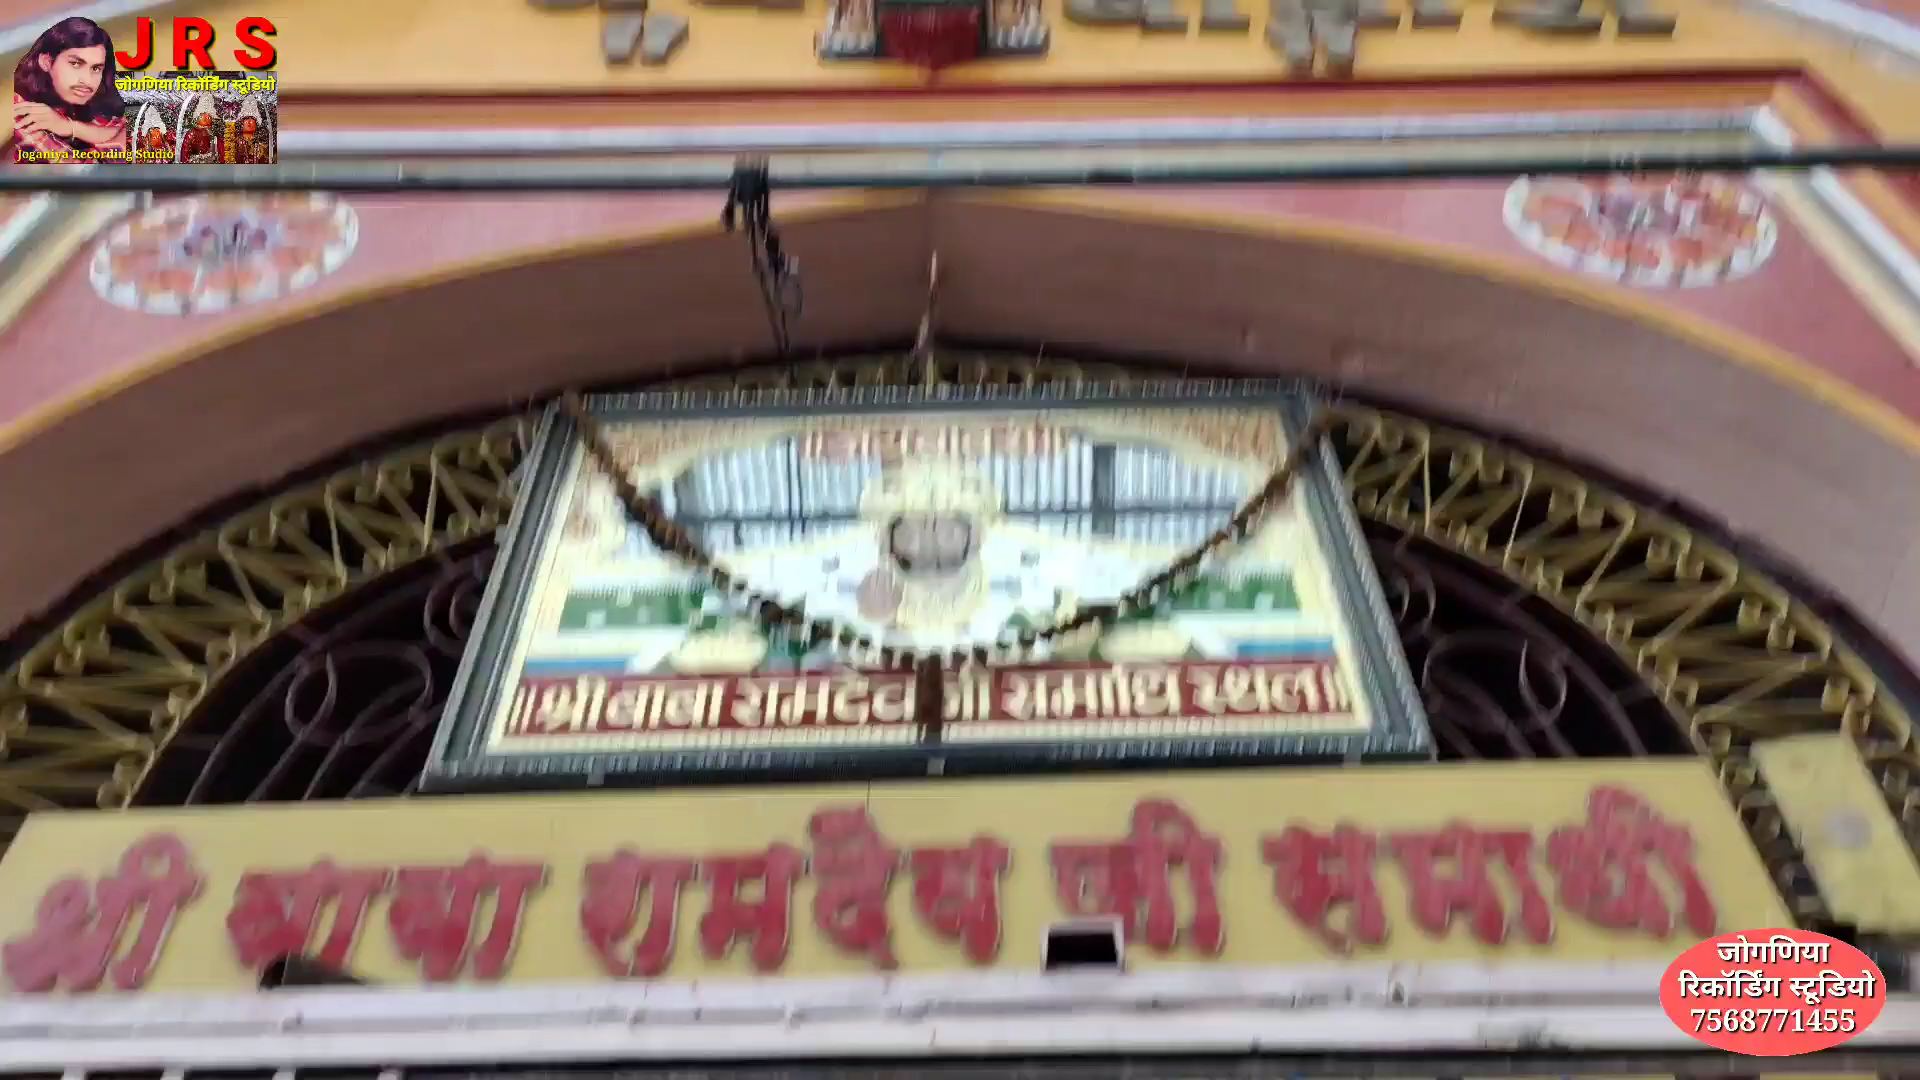 J R S
जोगणिया रिकॉर्डिंग स्टूडियो
Joganiya Recording Studio
॥श्री बाबा रामदेव जी समाधि स्थल॥
श्री बाबा रामदेव जी समाधी
जोगणिया
रिकॉर्डिंग स्टूडियो
7568771455